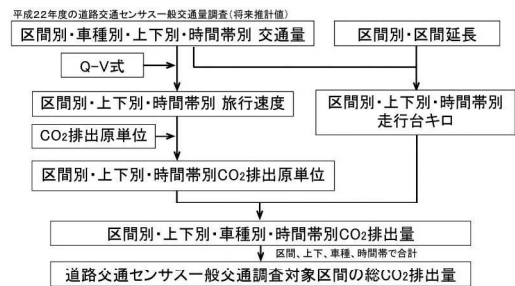 平成22年度の道路交通センサス一般交通量調査(将来推計値)
区間別・車種別・上下別・時間帯別 交通量
区間別・区間延長
Q-V式
区間別・上下別・時間帯別 旅行速度
区間別・上下別・時間帯別
走行台キロ
CO2排出原単位
区間別・上下別・時間帯別CO2排出原単位
区間別・上下別・車種別・時間帯別CO2排出量
区間、上下、車種、時間帯で合計
道路交通センサス一般交通調査対象区間の総CO2排出量